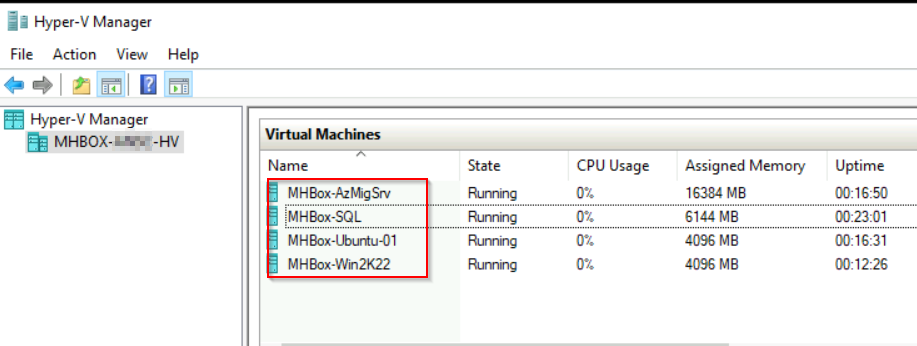 Hyper-V Manager
File Action View Help
Hyper-V Manager
MHBOX- -HV
Virtual Machines
Name State CPU Usage Assigned Memory Uptime
MHBox-AzMigSrv Running 0% 16384 MB 00:16:50
MHBox-SQL Running 0% 6144 MB 00:23:01
MHBox-Ubuntu-01 Running 0% 4096 MB 00:16:31
MHBox-Win2K22 Running 0% 4096 MB 00:12:26